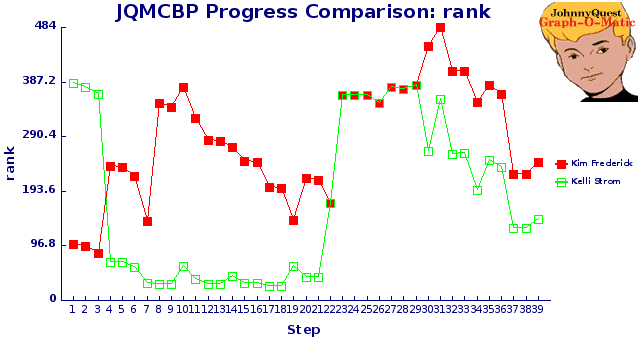 JQMCBP Progress Comparison: rank
JohnnyQuest
Graph-O-Matic
484
387.2
290.4
193.6
96.8
0
rank
1 2 3 4 5 6 7 8 9 10 11 12 13 14 15 16 17 18 19 20 21 22 23 24 25 26 27 28 29 30 31 32 33 34 35 36 37 38 39
Step
Kim Frederick
Kelli Strom